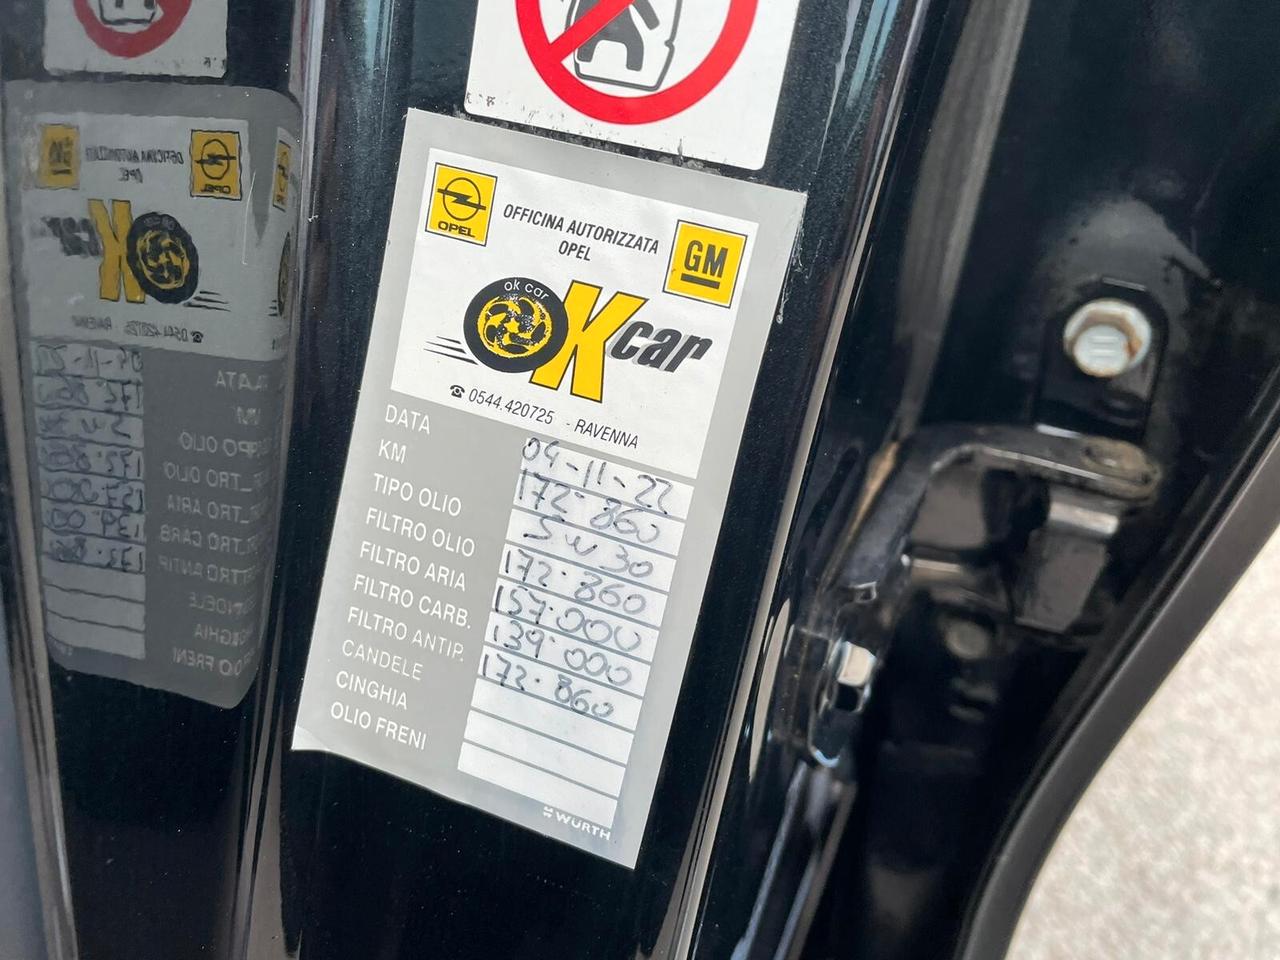 OPEL
OFFICINA AUTORIZZATA
OPEL
GM
ok car
OK car
☎ 0544.420725 - RAVENNA
DATA 04-11-22
KM 172.860
TIPO OLIO 5W30
FILTRO OLIO 172.860
FILTRO ARIA 157.000
FILTRO CARB. 139.000
FILTRO ANTIP. 172.860
CANDELE
CINGHIA
OLIO FRENI
WÜRTH